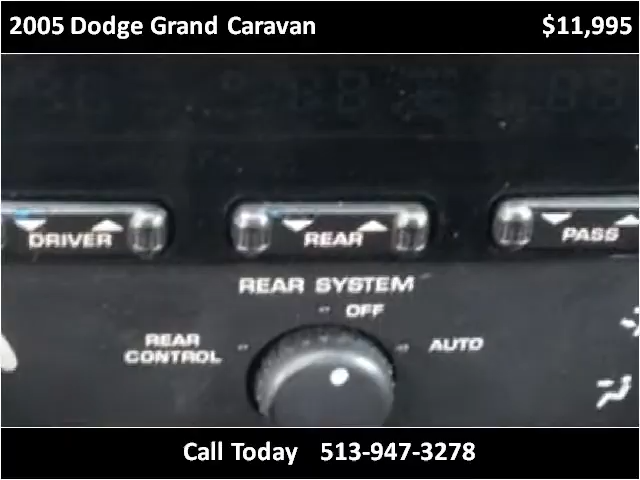 2005 Dodge Grand Caravan $11,995
DRIVER REAR PASS
REAR SYSTEM
OFF
REAR CONTROL AUTO
Call Today 513-947-3278